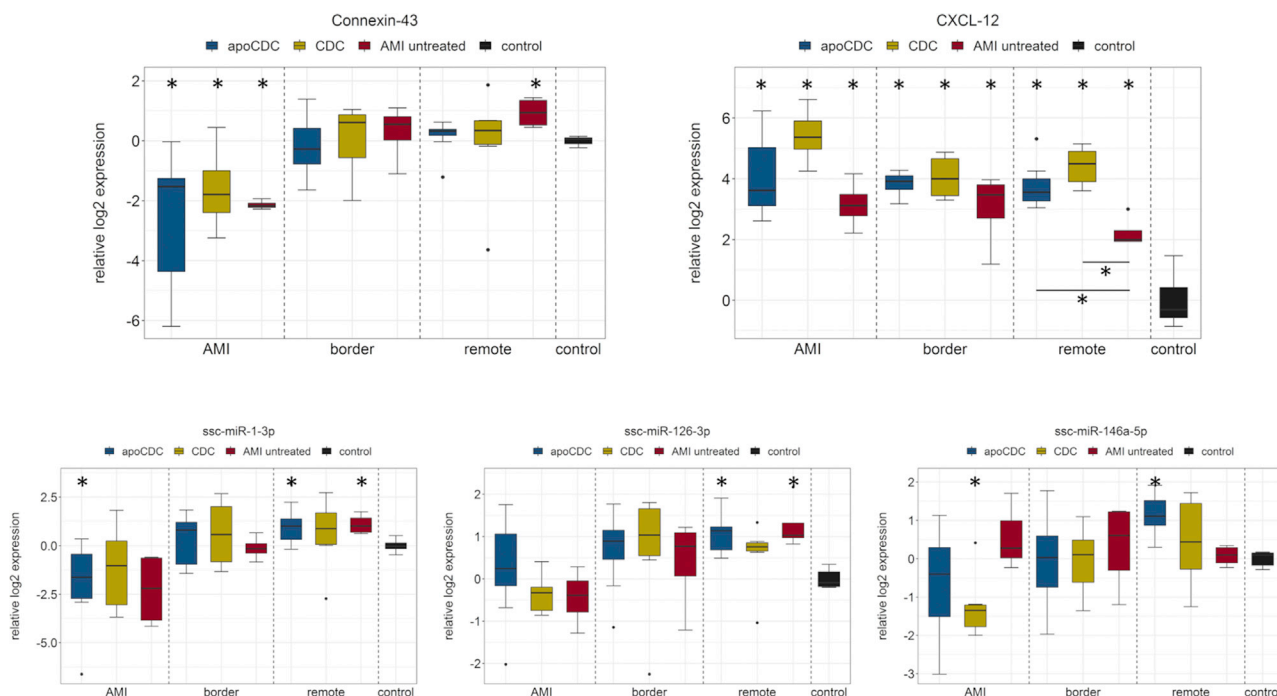 Connexin-43
apoCDC CDC AMI untreated control
relative log2 expression
2
0
-2
-4
-6
* * * *
AMI border remote control
CXCL-12
apoCDC CDC AMI untreated control
relative log2 expression
6
4
2
0
* * * * * * * * *
*
*
AMI border remote control
ssc-miR-1-3p
apoCDC CDC AMI untreated control
relative log2 expression
2.5
0.0
-2.5
-5.0
* * *
AMI border remote control
ssc-miR-126-3p
apoCDC CDC AMI untreated control
relative log2 expression
2
1
0
-1
-2
* *
AMI border remote control
ssc-miR-146a-5p
apoCDC CDC AMI untreated control
relative log2 expression
2
1
0
-1
-2
-3
* *
AMI border remote control